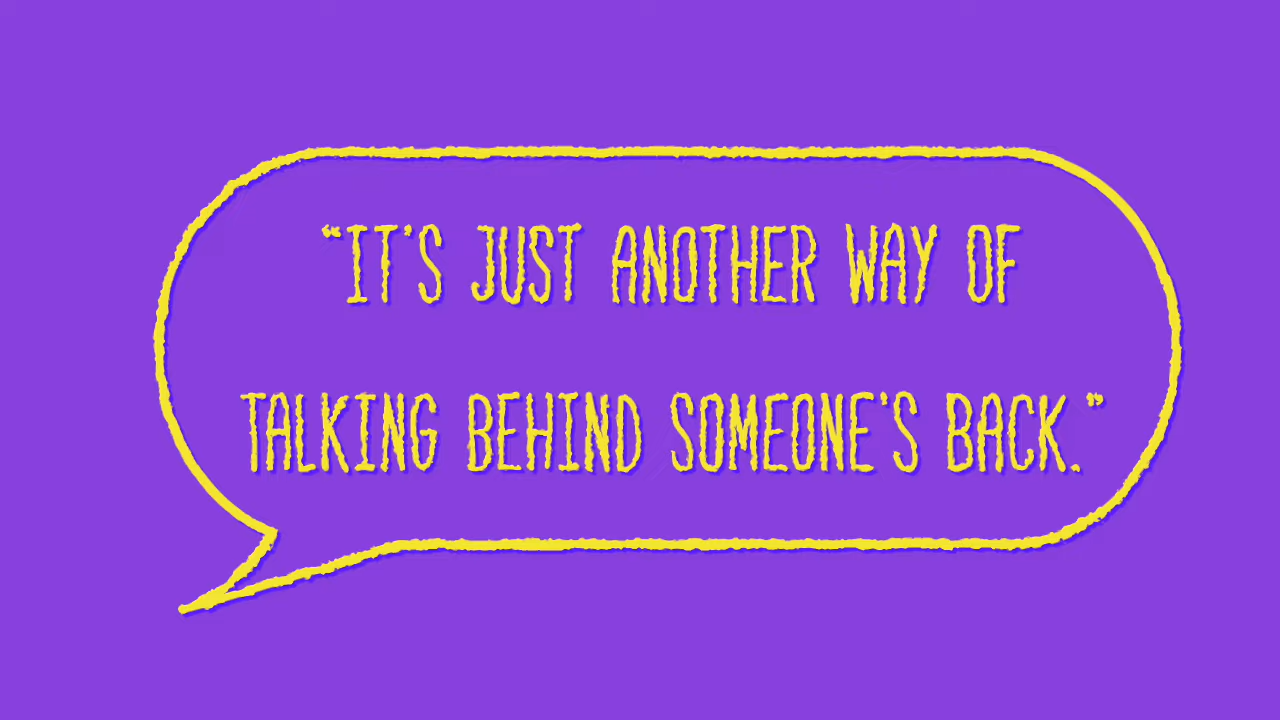 “IT'S JUST ANOTHER WAY OF
TALKING BEHIND SOMEONE'S BACK.”